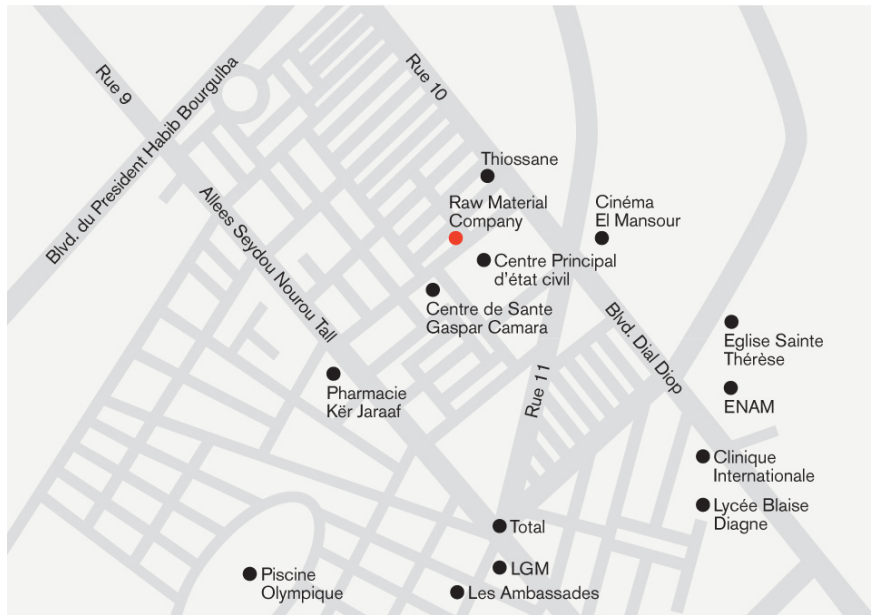 Rue 9
Blvd. du President Habib Bourgulba
Rue 10
Thiossane
Raw Material
Company
Cinéma
El Mansour
Allees Seydou Nourou Tall
Centre Principal
d'état civil
Centre de Sante
Gaspar Camara
Blvd. Dial Diop
Eglise Sainte
Thérèse
Pharmacie
Kër Jaraaf
Rue 11
ENAM
Clinique
Internationale
Lycée Blaise
Diagne
Total
LGM
Piscine
Olympique
Les Ambassades